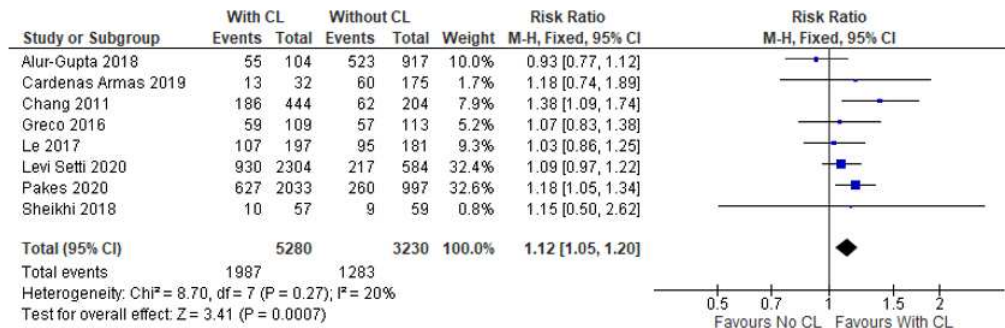 With CL Without CL Risk Ratio Risk Ratio
Study or Subgroup Events Total Events Total Weight M-H, Fixed, 95% CI M-H, Fixed, 95% CI
Alur-Gupta 2018 55 104 523 917 10.0% 0.93 [0.77, 1.12]
Cardenas Armas 2019 13 32 60 175 1.7% 1.18 [0.74, 1.89]
Chang 2011 186 444 62 204 7.9% 1.38 [1.09, 1.74]
Greco 2016 59 109 57 113 5.2% 1.07 [0.83, 1.38]
Le 2017 107 197 95 181 9.3% 1.03 [0.86, 1.25]
Levi Setti 2020 930 2304 217 584 32.4% 1.09 [0.97, 1.22]
Pakes 2020 627 2033 260 997 32.6% 1.18 [1.05, 1.34]
Sheikhi 2018 10 57 9 59 0.8% 1.15 [0.50, 2.62]
Total (95% CI) 5280 3230 100.0% 1.12 [1.05, 1.20]
Total events 1987 1283
Heterogeneity: Chi² = 8.70, df = 7 (P = 0.27); I² = 20%
Test for overall effect: Z = 3.41 (P = 0.0007)
0.5 0.7 1 1.5 2
Favours No CL Favours With CL